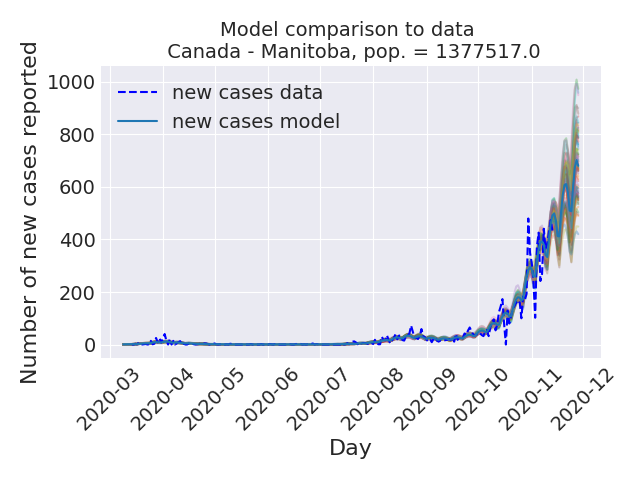 Model comparison to data
Canada - Manitoba, pop. = 1377517.0
new cases data
new cases model
Number of new cases reported
1000
800
600
400
200
0
2020-03
2020-04
2020-05
2020-06
2020-07
2020-08
2020-09
2020-10
2020-11
2020-12
Day